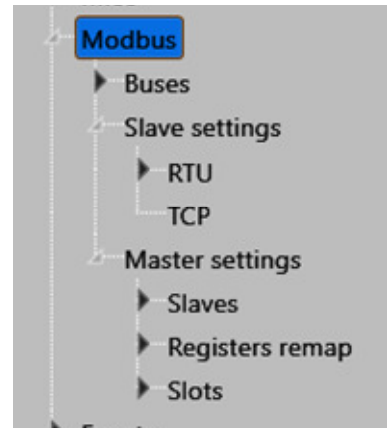 Modbus
Buses
Slave settings
RTU
TCP
Master settings
Slaves
Registers remap
Slots